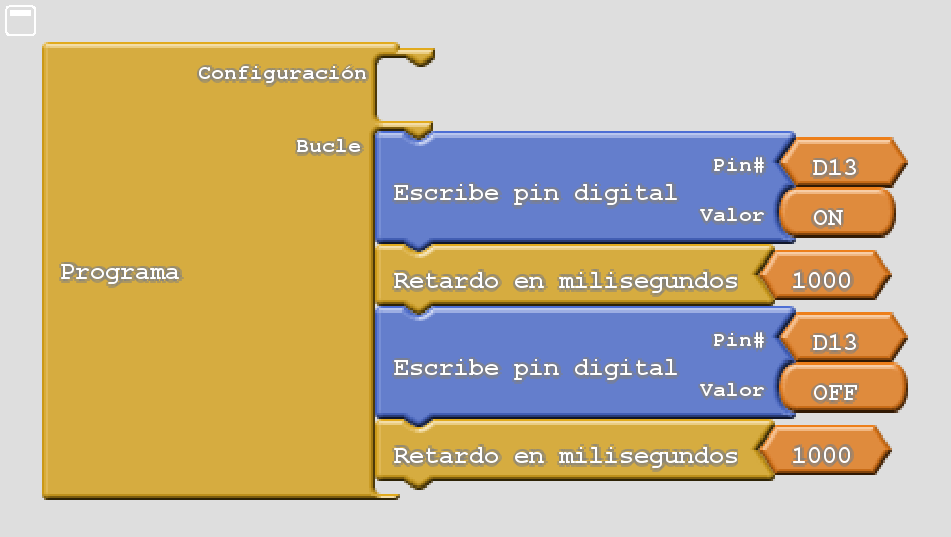 Configuración
Bucle
Programa
Escribe pin digital
Pin# D13
Valor ON
Retardo en milisegundos 1000
Escribe pin digital
Pin# D13
Valor OFF
Retardo en milisegundos 1000